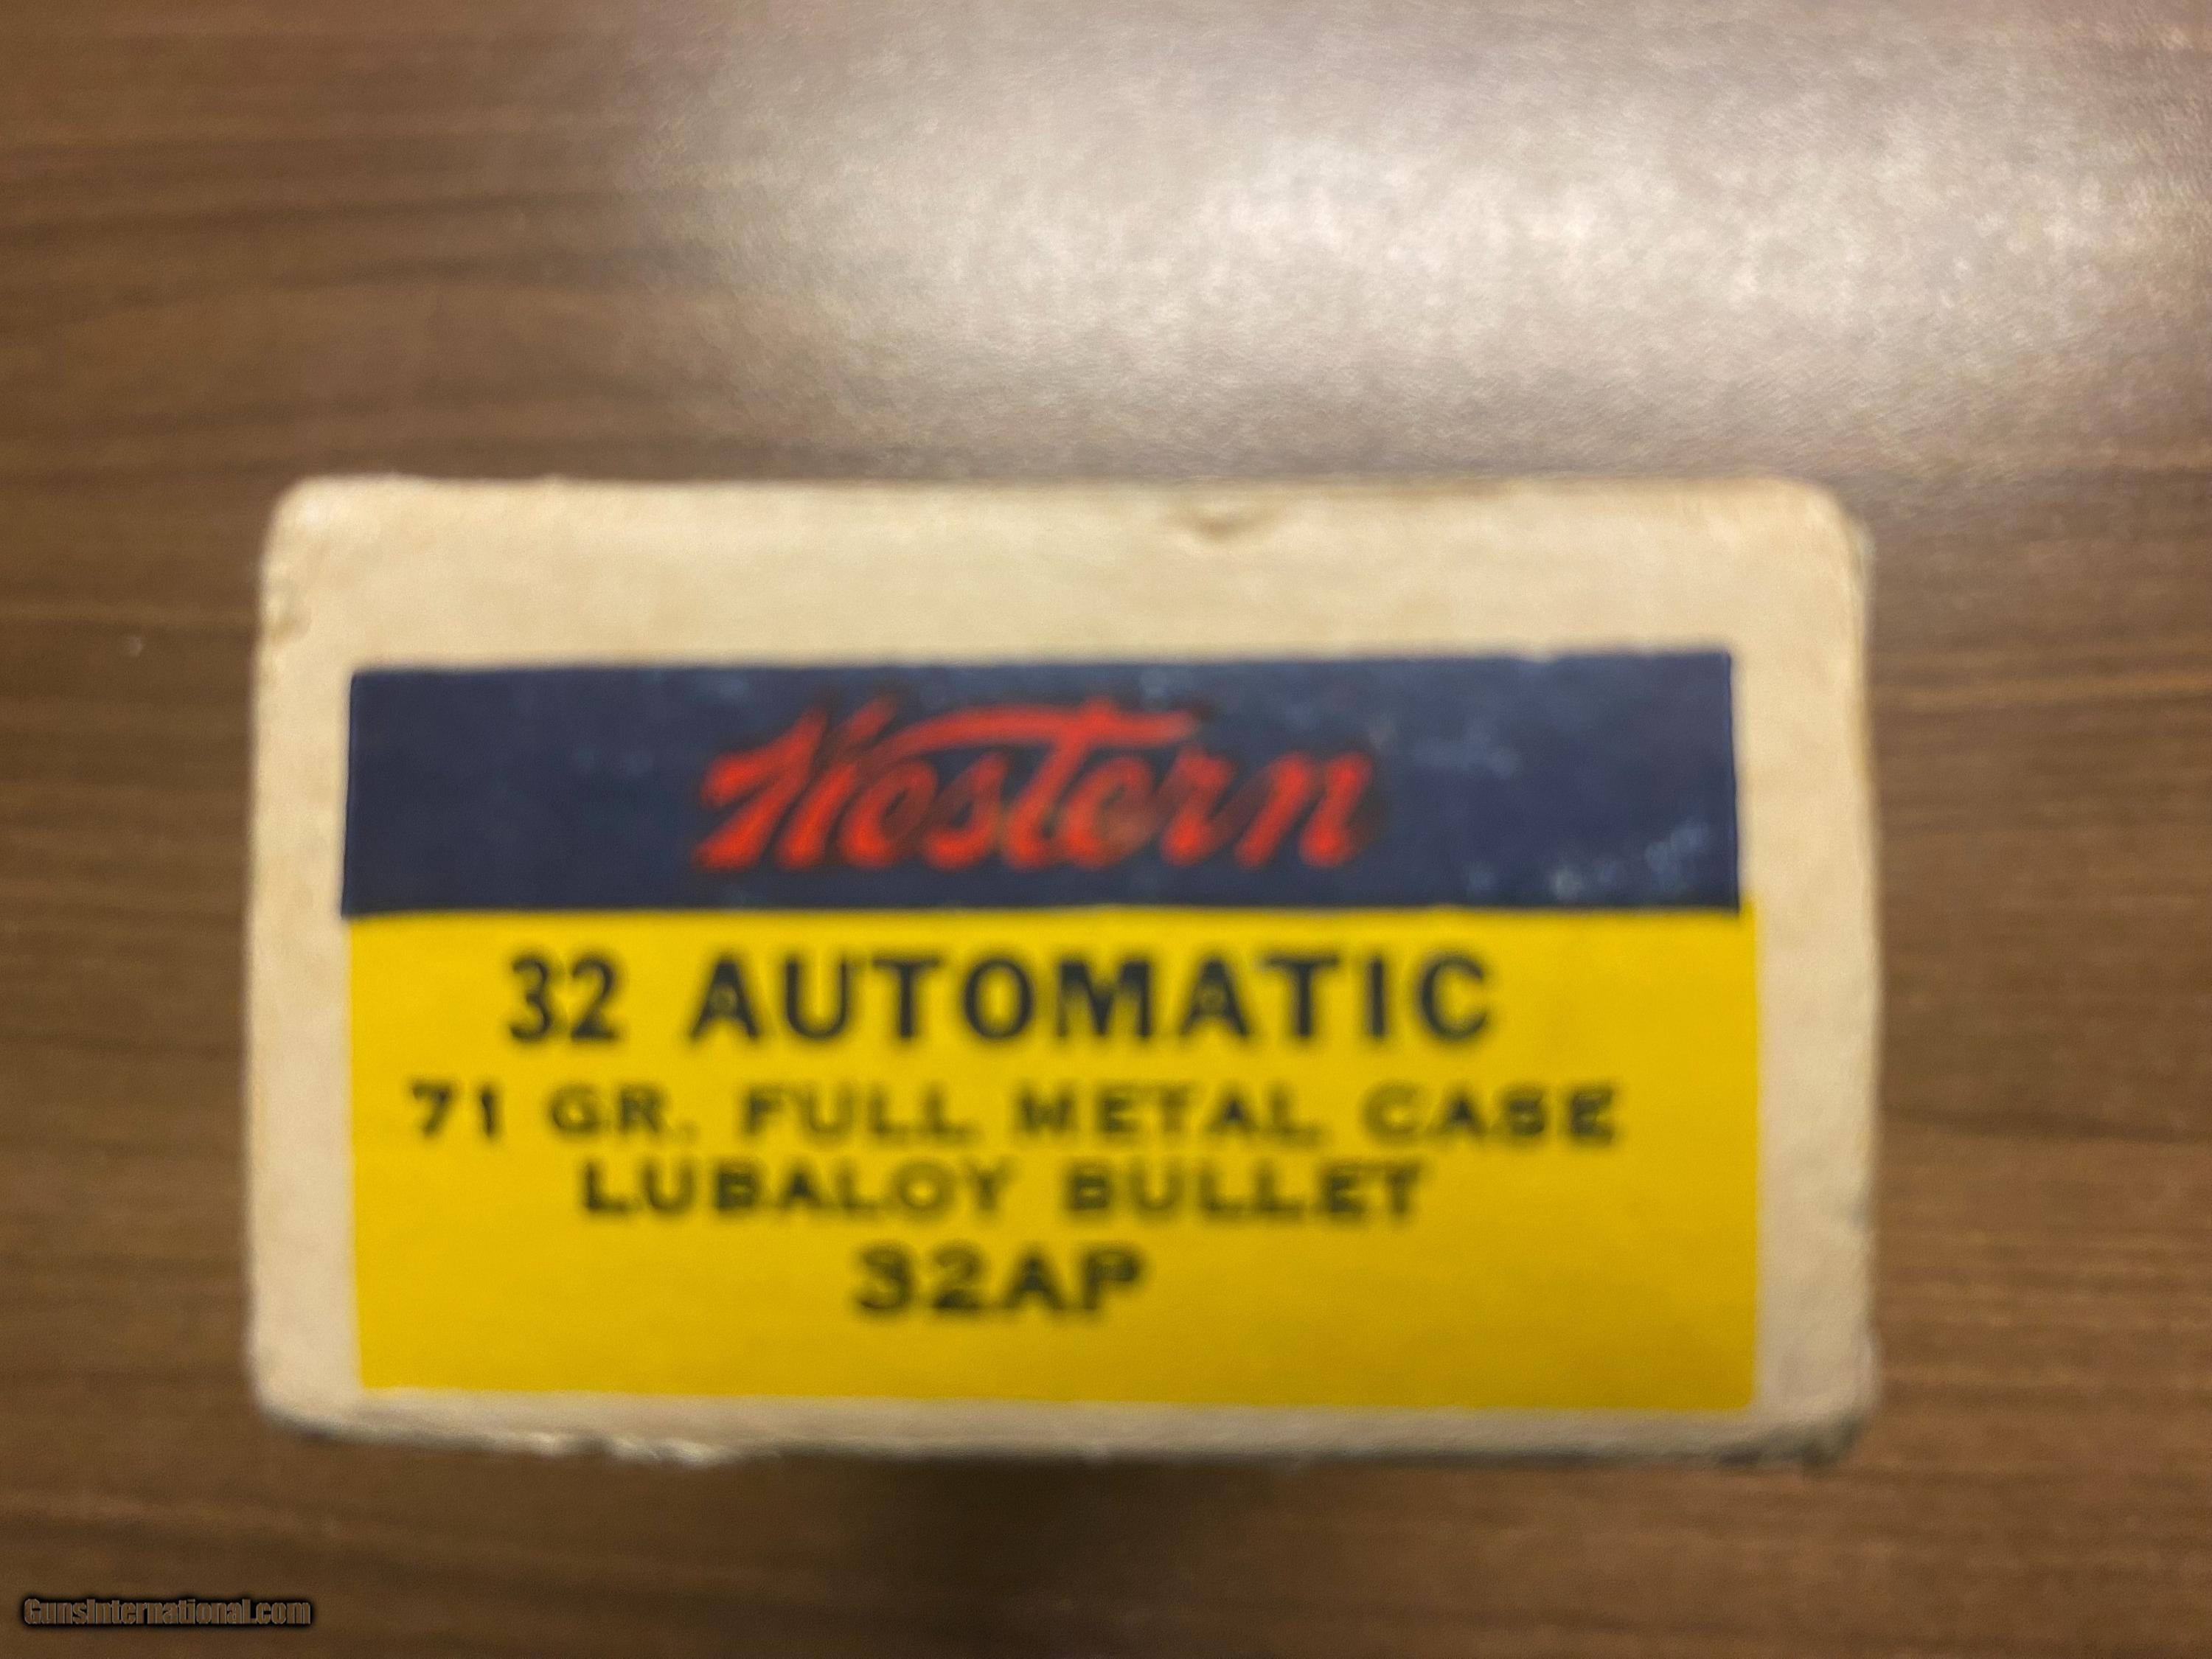 Western
32 AUTOMATIC
71 GR. FULL METAL CASE
LUBALOY BULLET
32AP
GunsInternational.com